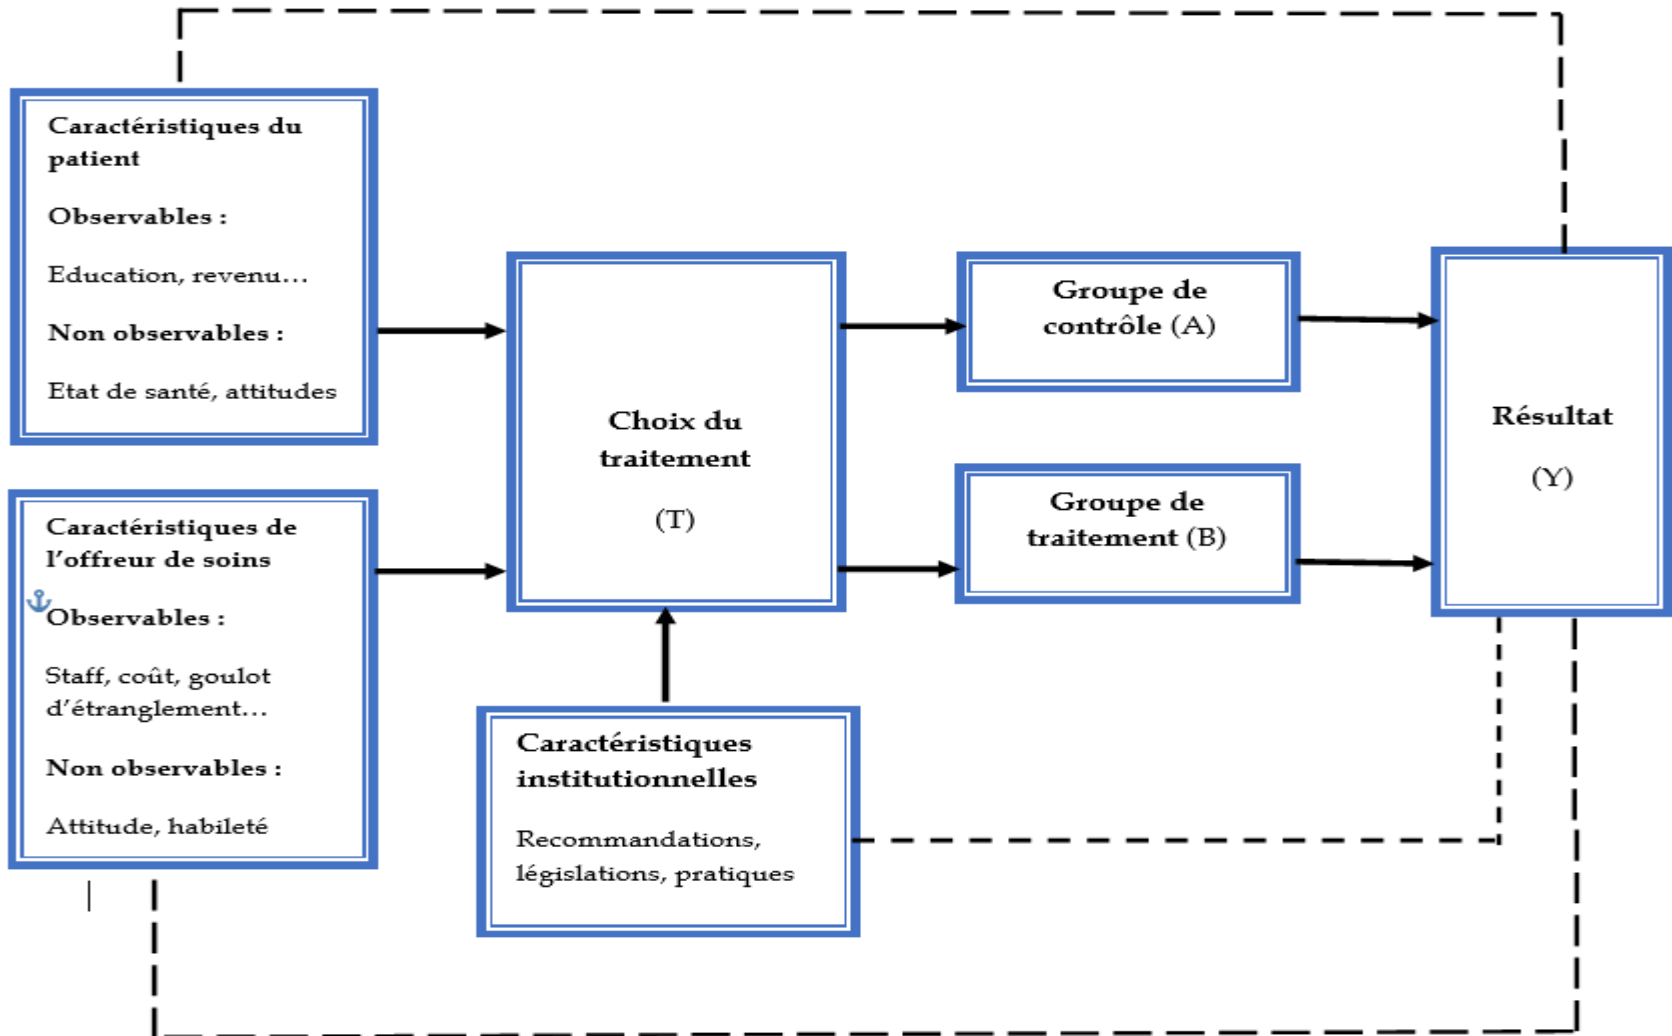 Caractéristiques du
patient
Observables :
Education, revenu…
Non observables :
Etat de santé, attitudes
Caractéristiques de
l’offreur de soins
Observables :
Staff, coût, goulot
d’étranglement…
Non observables :
Attitude, habileté
Choix du
traitement
(T)
Caractéristiques
institutionnelles
Recommandations,
législations, pratiques
Groupe de
contrôle (A)
Groupe de
traitement (B)
Résultat
(Y)